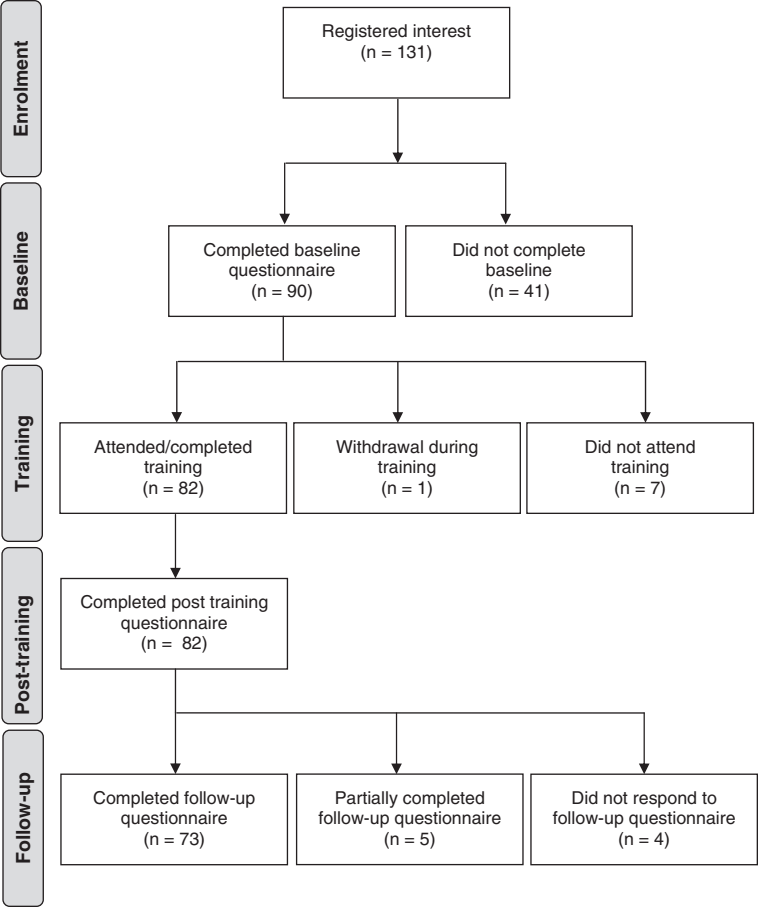 Enrolment
Registered interest
(n = 131)
Baseline
Completed baseline
questionnaire
(n = 90)
Did not complete
baseline
(n = 41)
Training
Attended/completed
training
(n = 82)
Withdrawal during
training
(n = 1)
Did not attend
training
(n = 7)
Post-training
Completed post training
questionnaire
(n =  82)
Follow-up
Completed follow-up
questionnaire
(n = 73)
Partially completed
follow-up questionnaire
(n = 5)
Did not respond to
follow-up questionnaire
(n = 4)